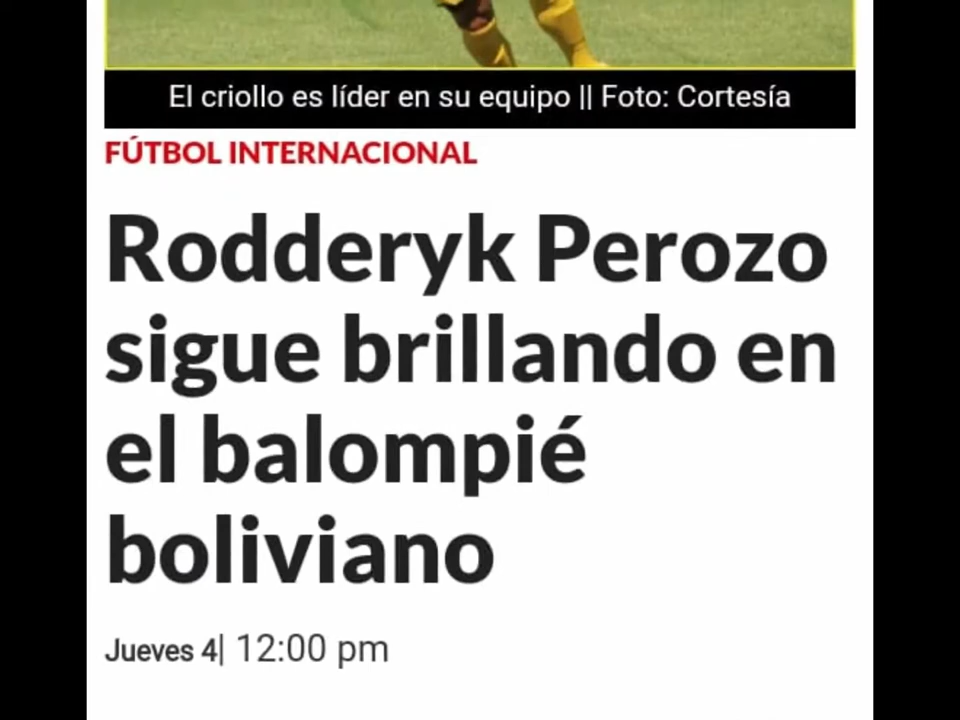 El criollo es líder en su equipo || Foto: Cortesía
FÚTBOL INTERNACIONAL
Rodderyk Perozo
sigue brillando en
el balompié
boliviano
Jueves 4| 12:00 pm